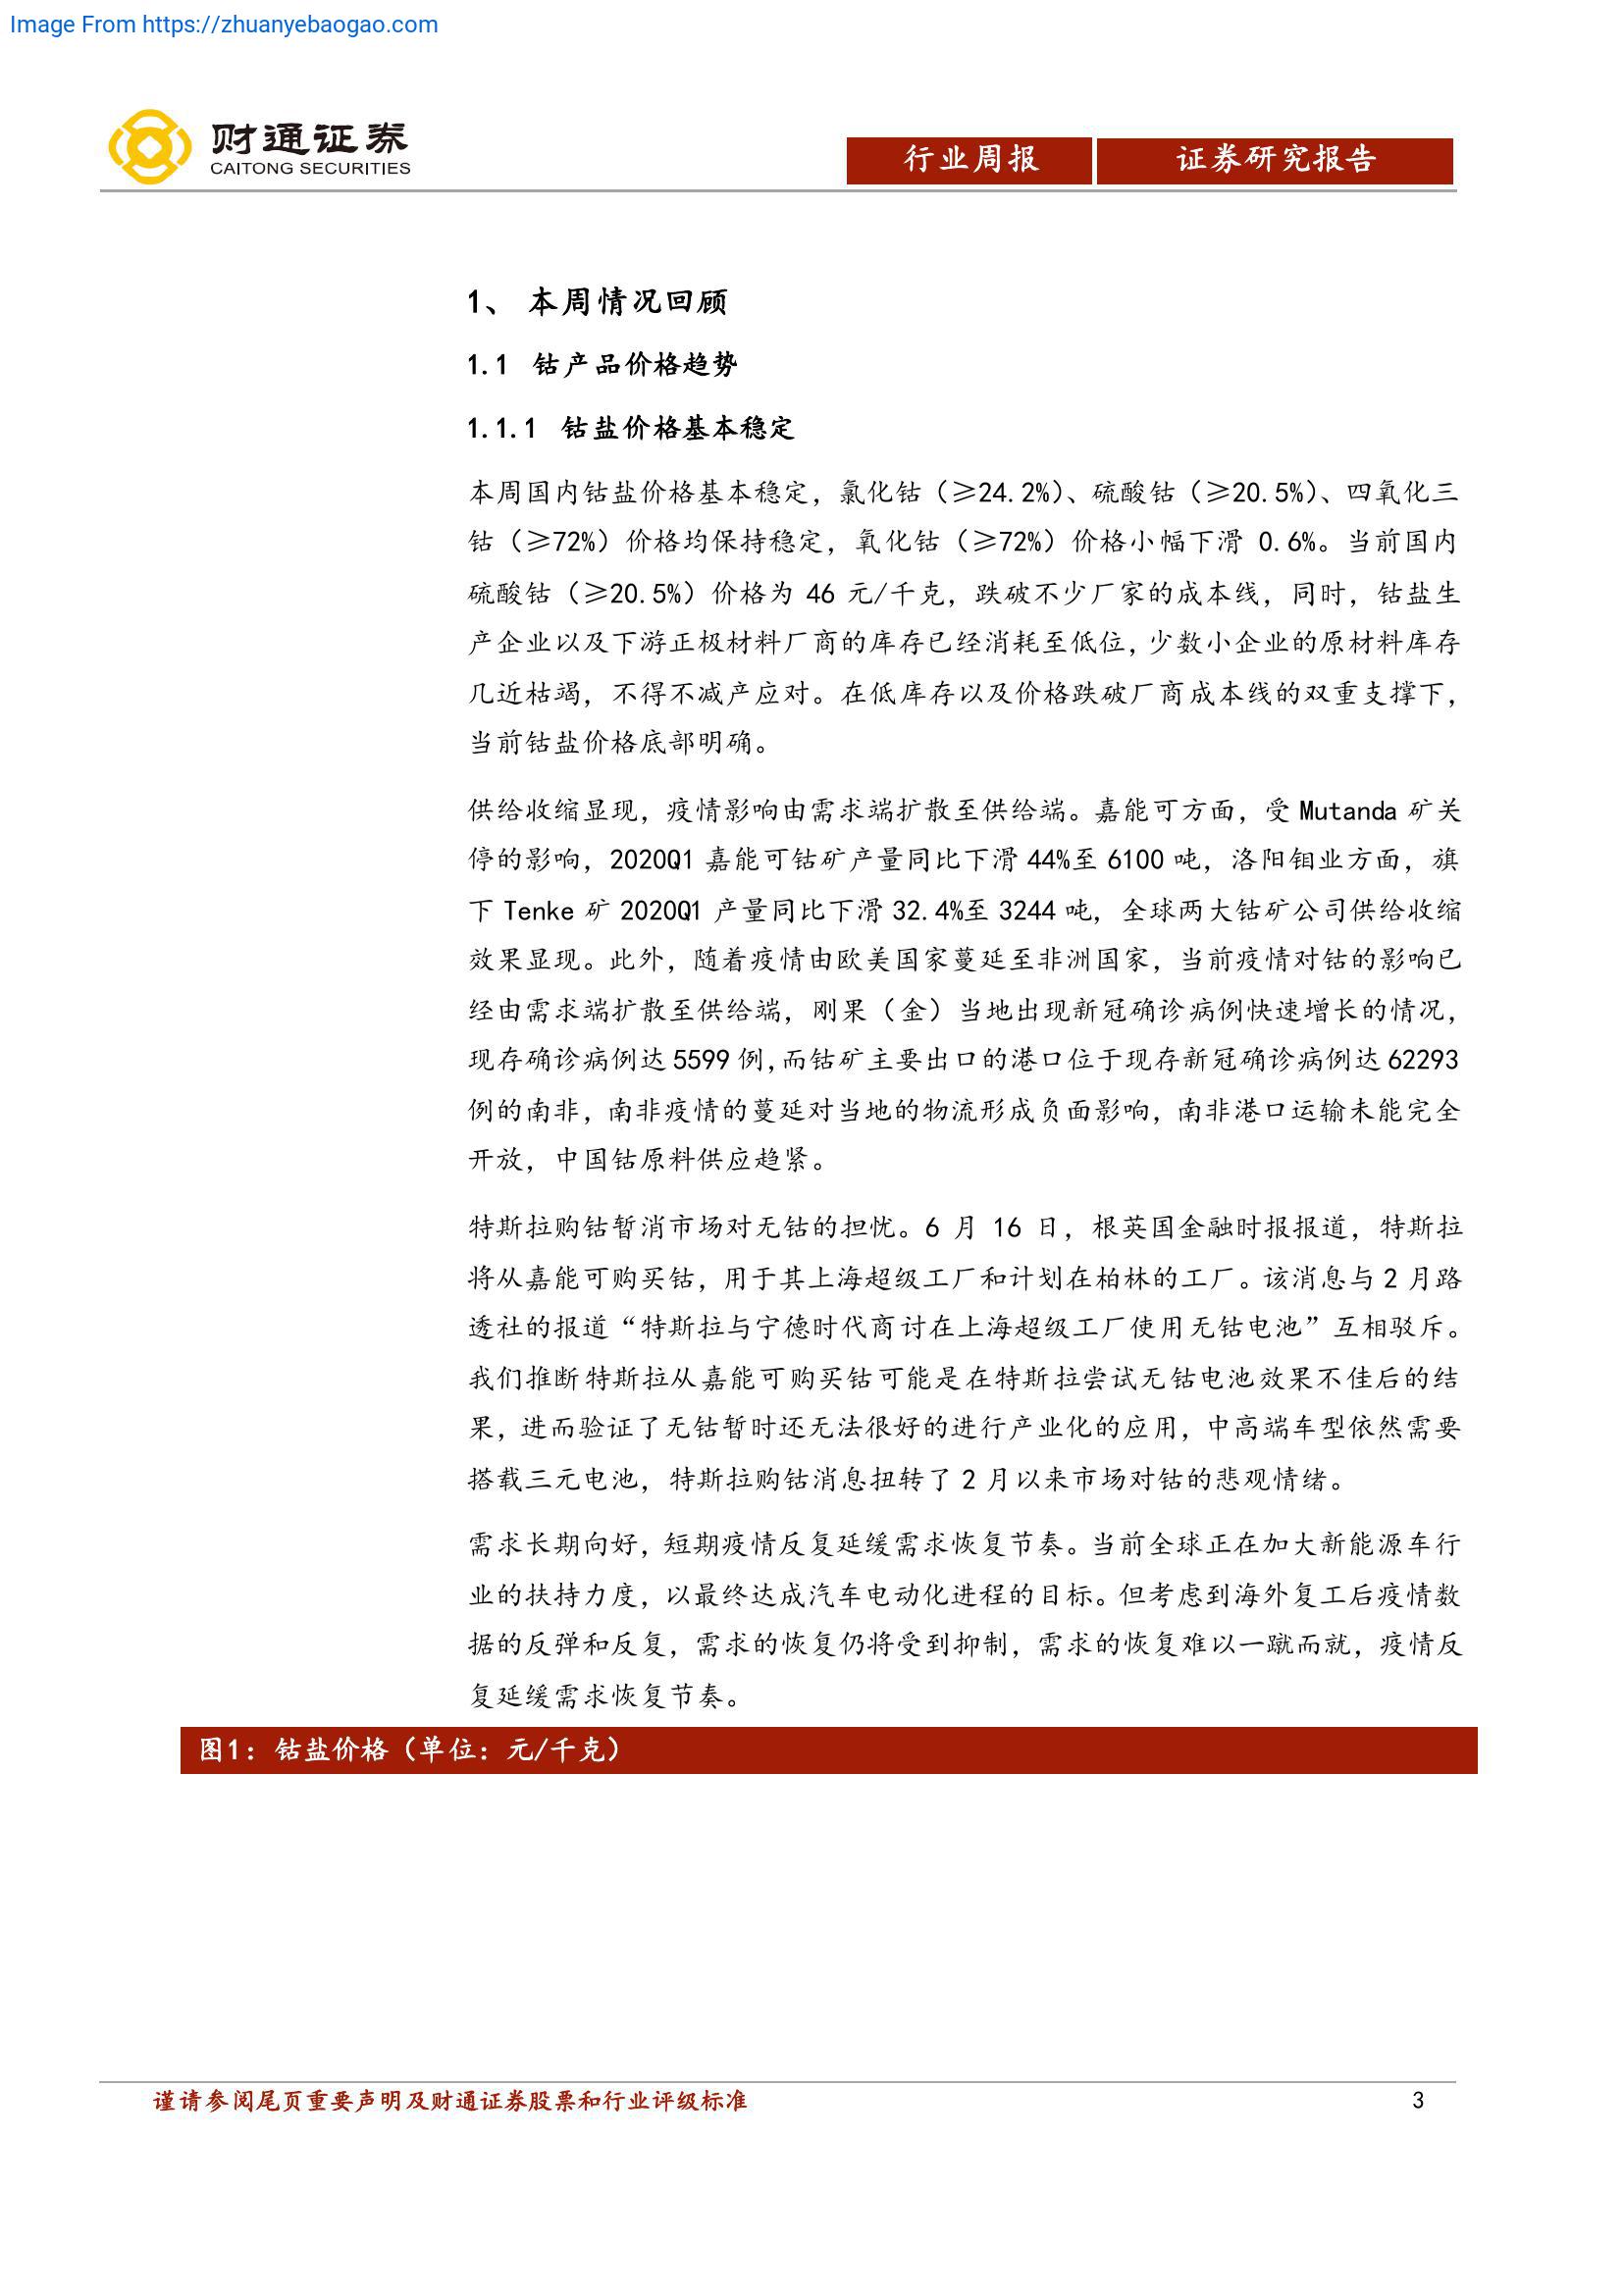 Image From https://zhuanyebaogao.com
财通证券
CAITONG SECURITIES
行业周报
证券研究报告
1、 本周情况回顾
1.1 钴产品价格趋势
1.1.1 钴盐价格基本稳定
本周国内钴盐价格基本稳定，氯化钴（≥24.2%）、硫酸钴（≥20.5%）、四氧化三
钴（≥72%）价格均保持稳定，氧化钴（≥72%）价格小幅下滑 0.6%。当前国内
硫酸钴（≥20.5%）价格为 46 元/千克，跌破不少厂家的成本线，同时，钴盐生
产企业以及下游正极材料厂商的库存已经消耗至低位，少数小企业的原材料库存
几近枯竭，不得不减产应对。在低库存以及价格跌破厂商成本线的双重支撑下，
当前钴盐价格底部明确。
供给收缩显现，疫情影响由需求端扩散至供给端。嘉能可方面，受 Mutanda 矿关
停的影响，2020Q1 嘉能可钴矿产量同比下滑 44%至 6100 吨，洛阳钼业方面，旗
下 Tenke 矿 2020Q1 产量同比下滑 32.4%至 3244 吨，全球两大钴矿公司供给收缩
效果显现。此外，随着疫情由欧美国家蔓延至非洲国家，当前疫情对钴的影响已
经由需求端扩散至供给端，刚果（金）当地出现新冠确诊病例快速增长的情况，
现存确诊病例达 5599 例，而钴矿主要出口的港口位于现存新冠确诊病例达 62293
例的南非，南非疫情的蔓延对当地的物流形成负面影响，南非港口运输未能完全
开放，中国钴原料供应趋紧。
特斯拉购钴暂消市场对无钴的担忧。6 月 16 日，根英国金融时报报道，特斯拉
将从嘉能可购买钴，用于其上海超级工厂和计划在柏林的工厂。该消息与 2 月路
透社的报道“特斯拉与宁德时代商讨在上海超级工厂使用无钴电池”互相驳斥。
我们推断特斯拉从嘉能可购买钴可能是在特斯拉尝试无钴电池效果不佳后的结
果，进而验证了无钴暂时还无法很好的进行产业化的应用，中高端车型依然需要
搭载三元电池，特斯拉购钴消息扭转了 2 月以来市场对钴的悲观情绪。
需求长期向好，短期疫情反复延缓需求恢复节奏。当前全球正在加大新能源车行
业的扶持力度，以最终达成汽车电动化进程的目标。但考虑到海外复工后疫情数
据的反弹和反复，需求的恢复仍将受到抑制，需求的恢复难以一蹴而就，疫情反
复延缓需求恢复节奏。
图1：钴盐价格（单位：元/千克）
谨请参阅尾页重要声明及财通证券股票和行业评级标准
3